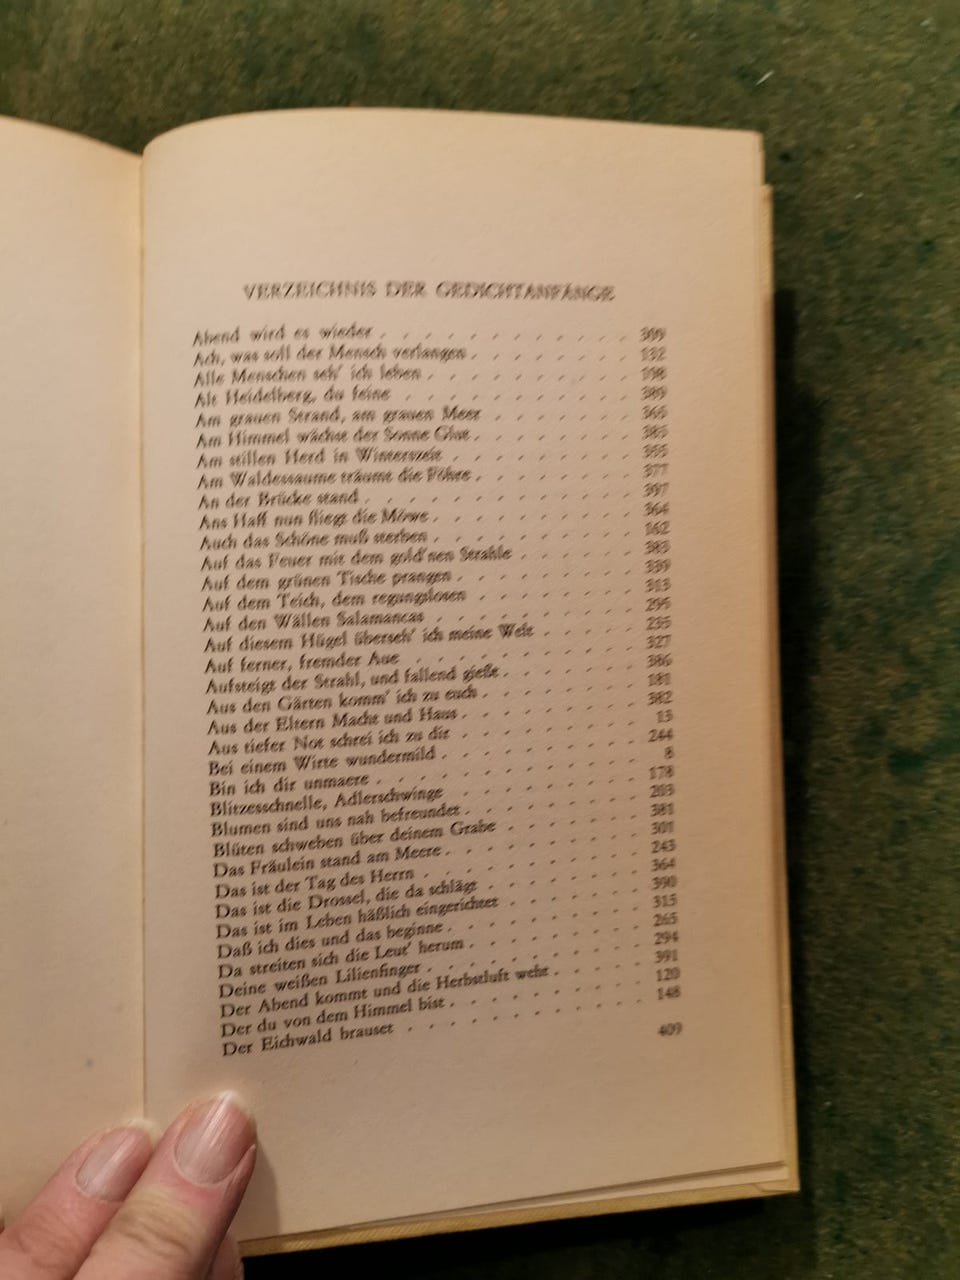 VERZEICHNIS DER GEDICHTANFÄNGE
Abend wird es wieder . . . . . . . . . . .
Ach, was soll der Mensch verlangen . . . . . . . 132
Alle Menschen seh' ich leben . . . . . . . . . 198
Alt Heidelberg, du feine . . . . . . . . . . 389
Am grauen Strand, am grauen Meer . . . . . . . 365
Am Himmel wächst der Sonne Glut . . . . . . . 385
Am stillen Herd in Winterszeit . . . . . . . . 355
Am Waldessaume träumt die Föhre . . . . . . . 377
An der Brücke stand . . . . . . . . . . . 397
Ans Haff nun fliegt die Möwe . . . . . . . . 364
Auch das Schöne muß sterben . . . . . . . . 162
Auf das Feuer mit dem gold'nen Strahle . . . . . 383
Auf dem grünen Tische prangen . . . . . . . . 339
Auf dem Teich, dem regungslosen . . . . . . . 313
Auf den Wällen Salamancas . . . . . . . . . 295
Auf diesem Hügel überseh' ich meine Welt . . . . 235
Auf ferner, fremder Aue . . . . . . . . . . 327
Aufsteigt der Strahl, und fallend gießt . . . . . . 386
Aus den Gärten komm' ich zu euch . . . . . . . 181
Aus der Eltern Macht und Haus . . . . . . . . 382
Aus tiefer Not schrei ich zu dir . . . . . . . . 13
Bei einem Wirte wundermild . . . . . . . . . 244
Bin ich dir unmaere . . . . . . . . . . . 8
Blitzesschnelle, Adlerschwinge . . . . . . . . 178
Blumen sind uns nah befreundet . . . . . . . . 203
Blüten schweben über deinem Grabe . . . . . . 381
Das Fräulein stand am Meere . . . . . . . . . 301
Das ist der Tag des Herrn . . . . . . . . . 243
Das ist die Drossel, die da schlägt . . . . . . . 364
Das ist im Leben häßlich eingerichtet . . . . . . 390
Daß ich dies und das beginne . . . . . . . . 315
Da streiten sich die Leut' herum . . . . . . . . 265
Deine weißen Lilienfinger . . . . . . . . . 294
Der Abend kommt und die Herbstluft weht . . . . . 391
Der du von dem Himmel bist . . . . . . . . . 120
Der Eichwald brauset . . . . . . . . . . . 148
409